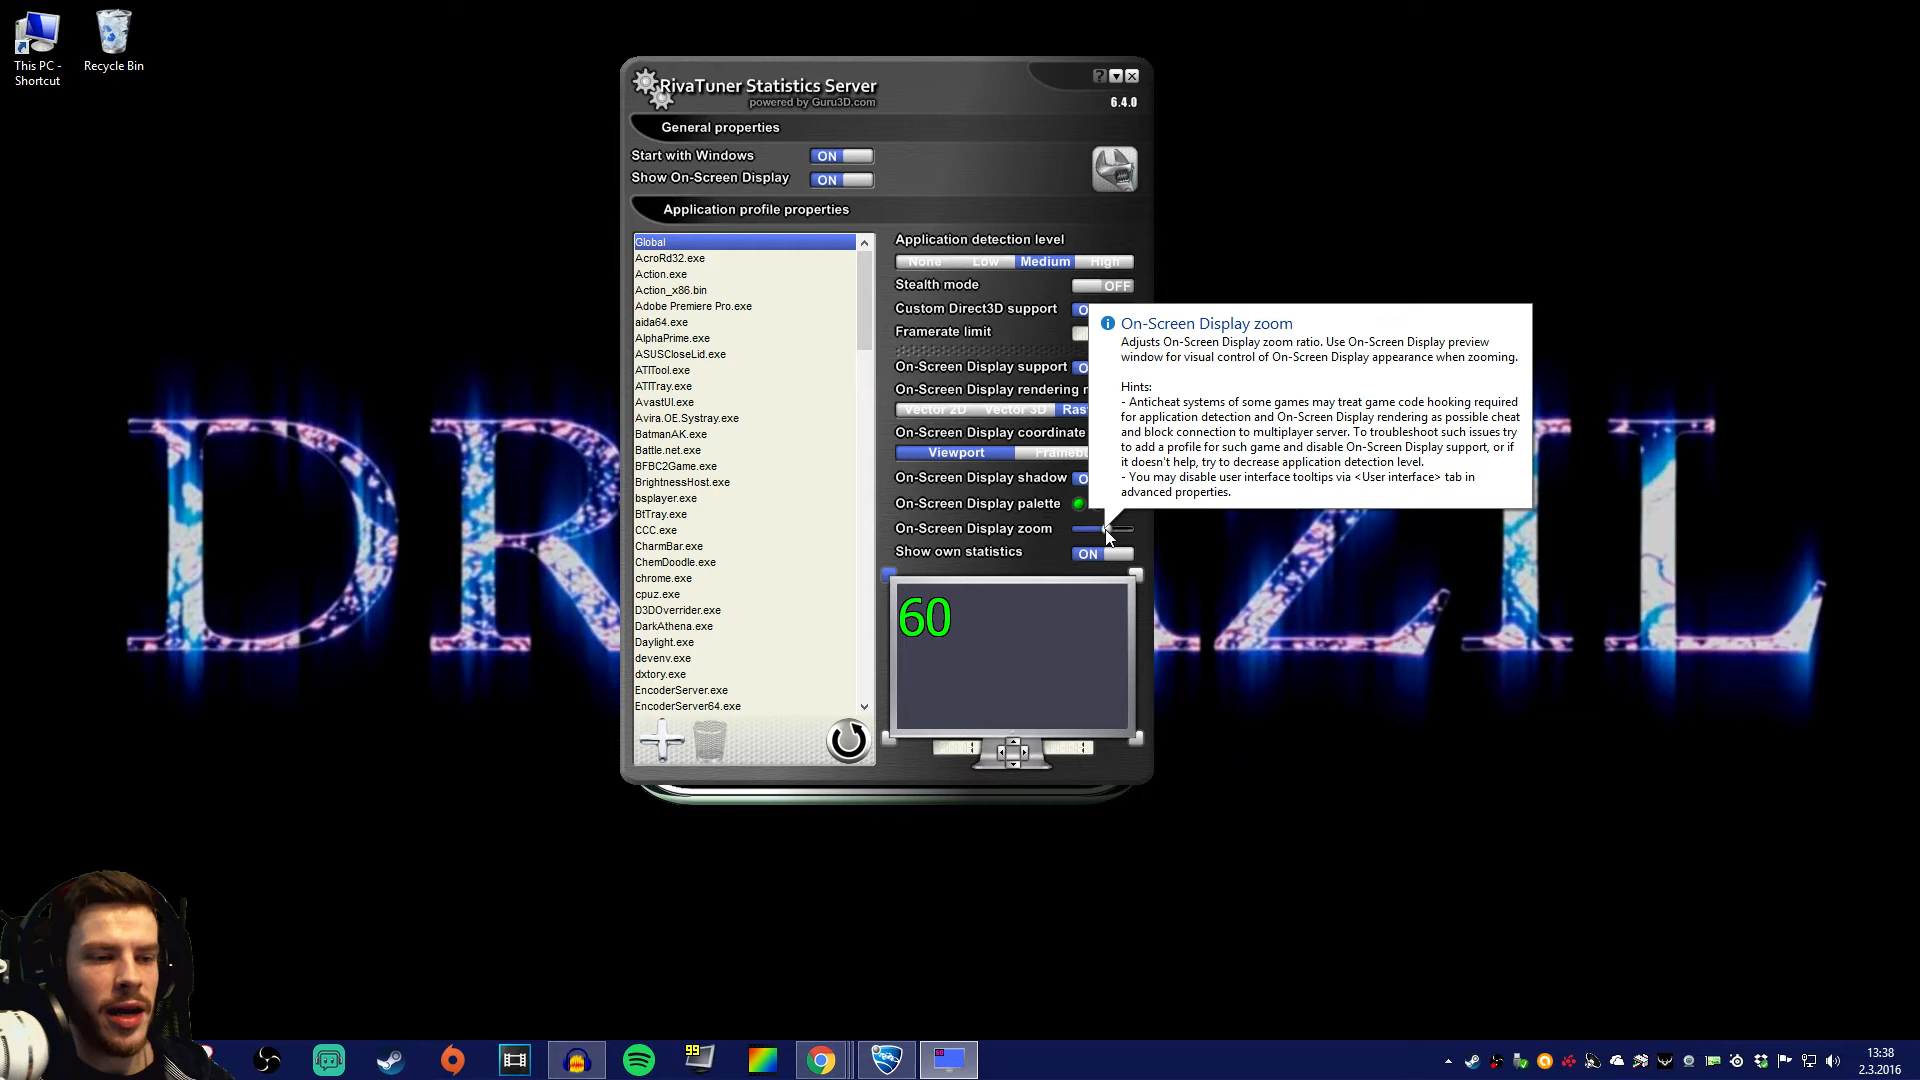 This PC -
Shortcut
Recycle Bin
RivaTuner Statistics Server
powered by Guru3D.com
6.4.0
General properties
Start with Windows
ON
Show On-Screen Display
ON
Application profile properties
Global
AcroRd32.exe
Action.exe
Action_x86.bin
Adobe Premiere Pro.exe
aida64.exe
AlphaPrime.exe
ASUSCloseLid.exe
ATITool.exe
ATITray.exe
AvastUI.exe
Avira.OE.Systray.exe
BatmanAK.exe
Battle.net.exe
BFBC2Game.exe
BrightnessHost.exe
bsplayer.exe
BtTray.exe
CCC.exe
CharmBar.exe
ChemDoodle.exe
chrome.exe
cpuz.exe
D3DOverrider.exe
DarkAthena.exe
Daylight.exe
devenv.exe
dxtory.exe
EncoderServer.exe
EncoderServer64.exe
Application detection level
None Low Medium High
Stealth mode
OFF
Custom Direct3D support
Framerate limit
On-Screen Display support
On-Screen Display rendering
Vector 2D Vector 3D Ras
On-Screen Display coordinate
Viewport Frameb
On-Screen Display shadow
On-Screen Display palette
On-Screen Display zoom
Show own statistics
ON
60
1 1
On-Screen Display zoom
Adjusts On-Screen Display zoom ratio. Use On-Screen Display preview
window for visual control of On-Screen Display appearance when zooming.
Hints:
- Anticheat systems of some games may treat game code hooking required
for application detection and On-Screen Display rendering as possible cheat
and block connection to multiplayer server. To troubleshoot such issues try
to add a profile for such game and disable On-Screen Display support, or if
it doesn't help, try to decrease application detection level.
- You may disable user interface tooltips via <User interface> tab in
advanced properties.
99
13:38
2.3.2016